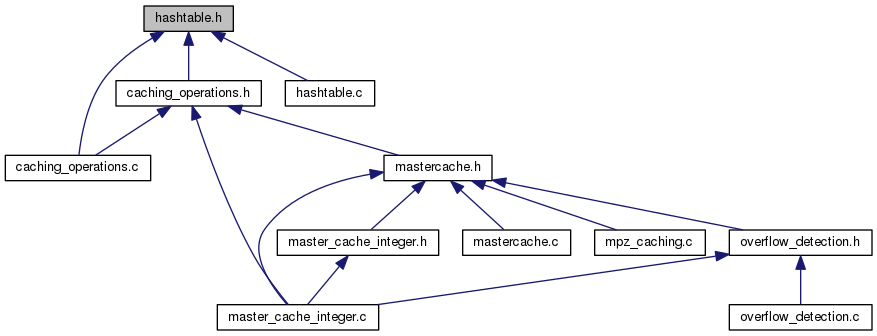 hashtable.h
caching_operations.h
hashtable.c
caching_operations.c
mastercache.h
master_cache_integer.h
mastercache.c
mpz_caching.c
overflow_detection.h
master_cache_integer.c
overflow_detection.c